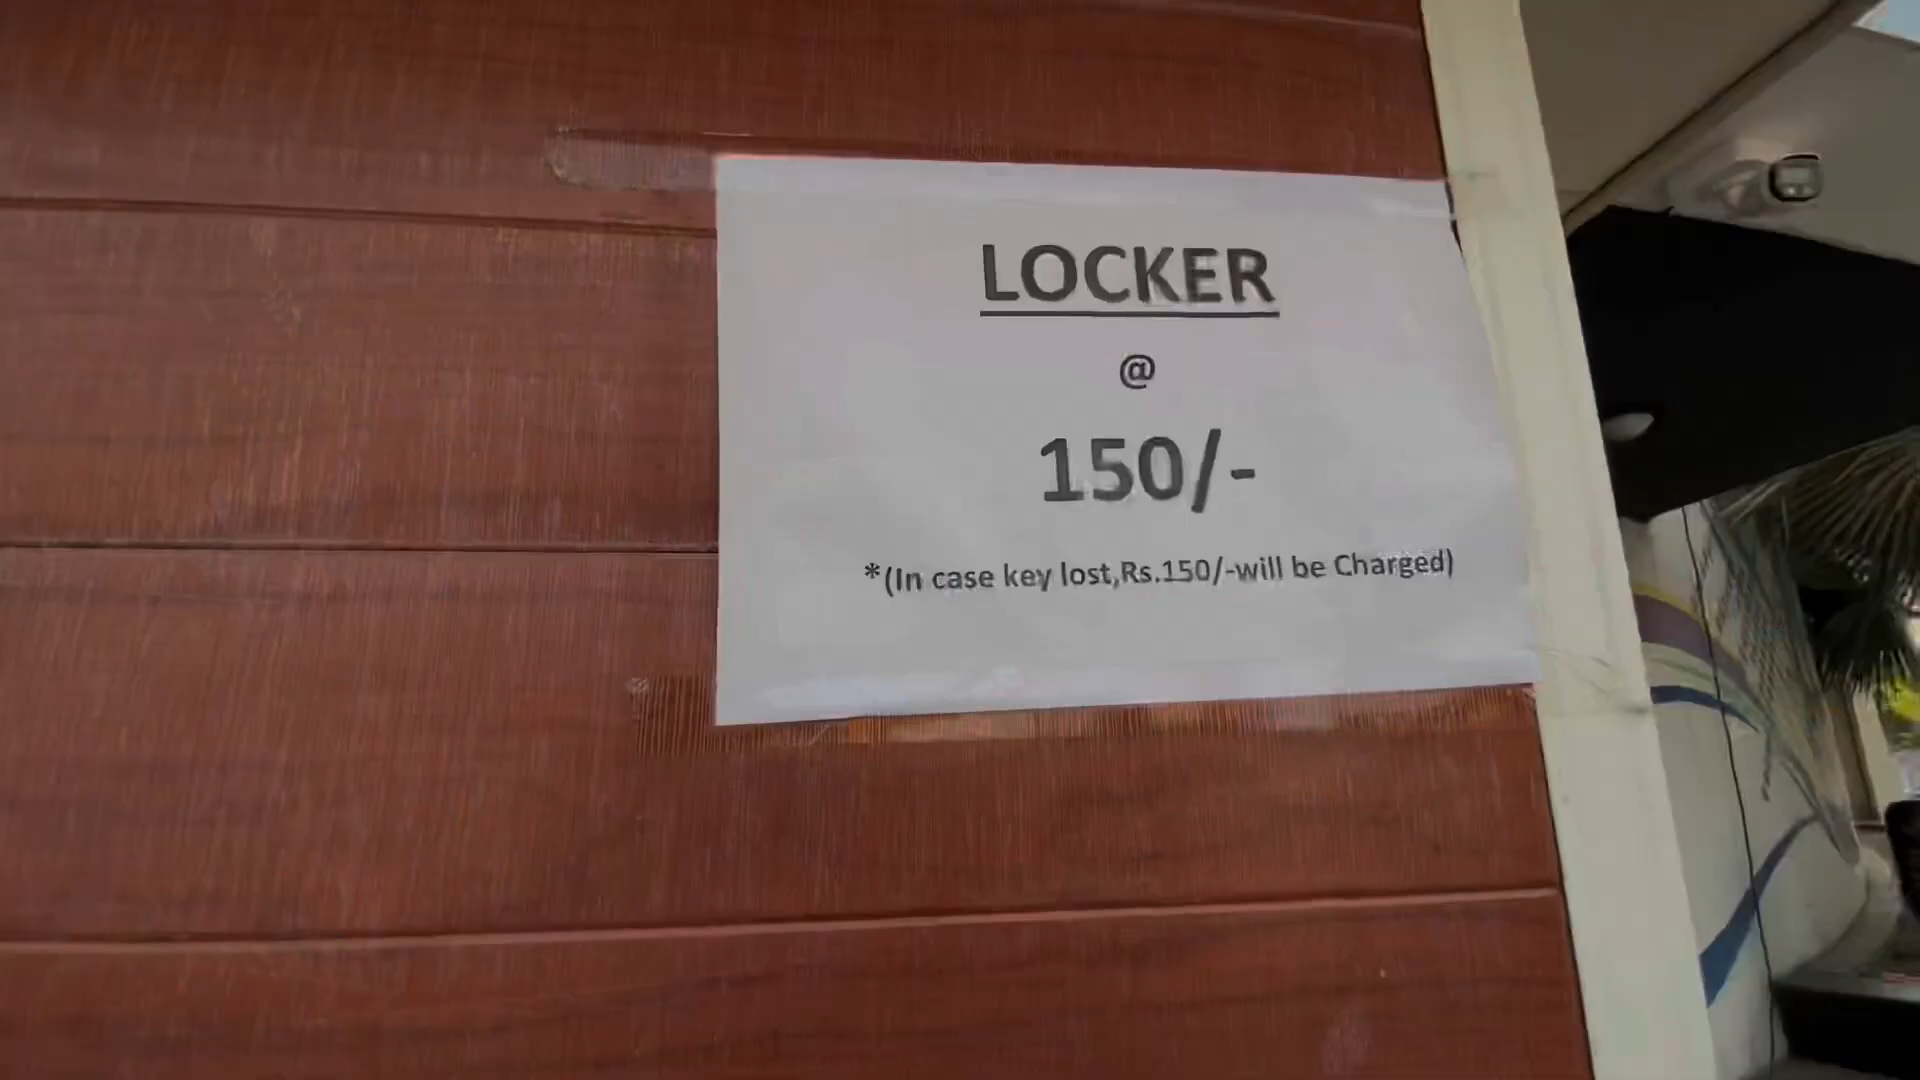 LOCKER
@
150/-
*(In case key lost,Rs.150/-will be Charged)